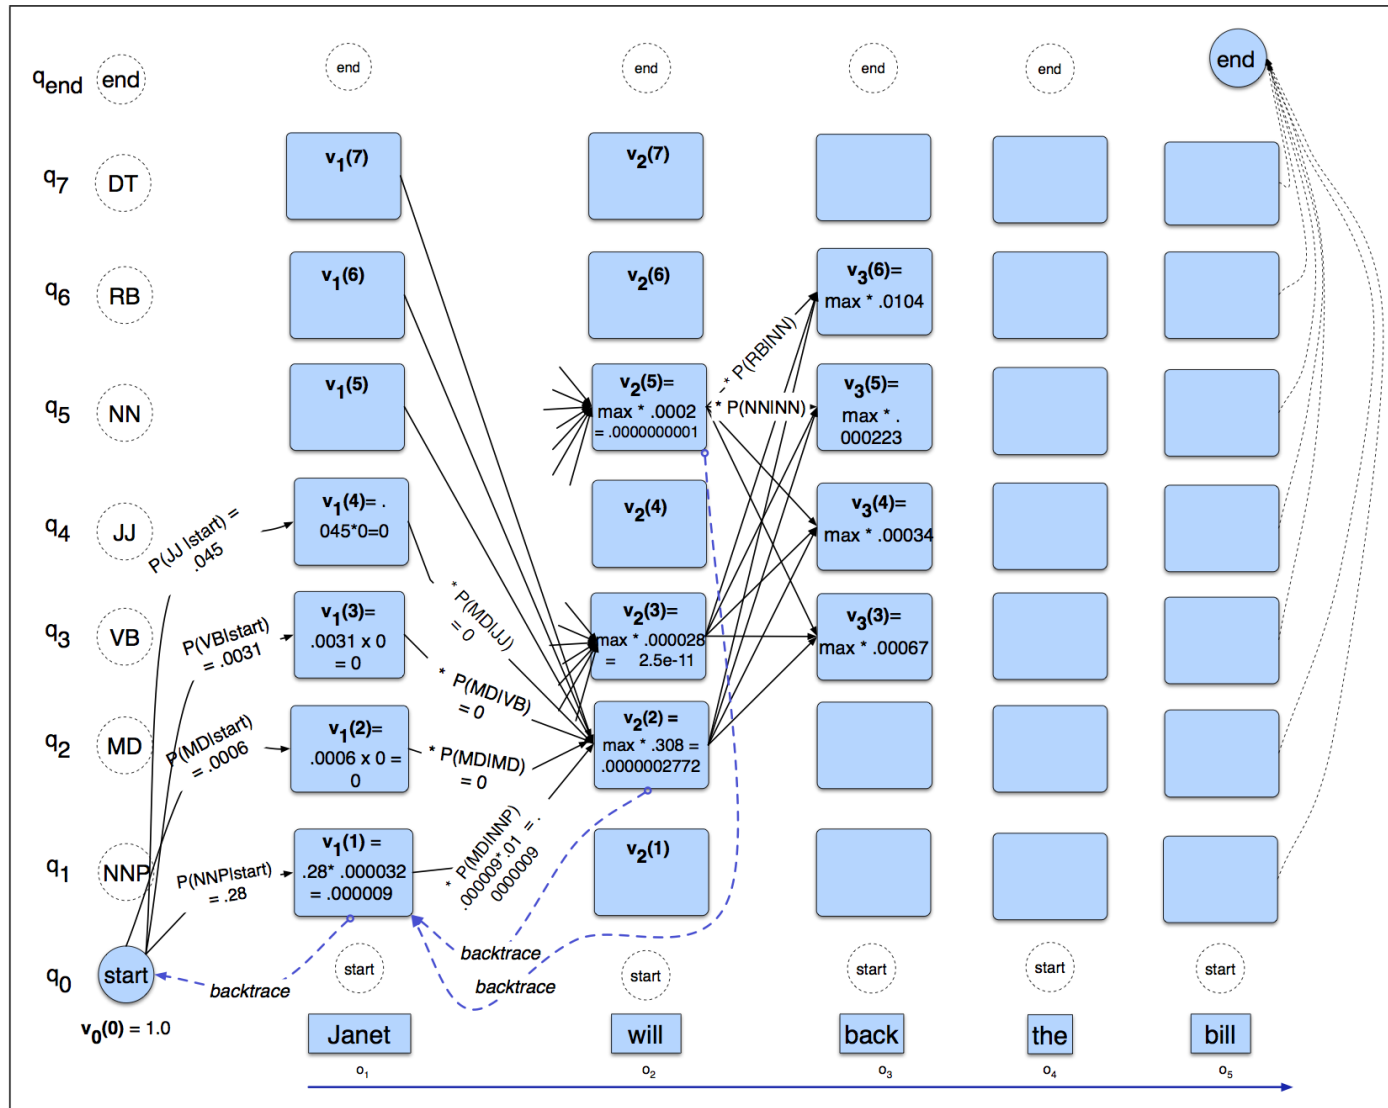 q_end end end end end end end
q7 DT v1(7) v2(7)
q6 RB v1(6) v2(6) v3(6)=
max * .0104
* P(RB|NN)
q5 NN v1(5) v2(5)= v3(5)=
max * .0002
= .0000000001
* P(NN|NN)
max * .
000223
q4 JJ v1(4)= . v2(4) v3(4)=
045*0=0
max * .00034
P(JJ |start) =
.045
* P(MD|JJ)
= 0
q3 VB v1(3)= v2(3)= v3(3)=
.0031 x 0
= 0
max * .000028
= 2.5e-11
max * .00067
P(VB|start)
= .0031
* P(MD|VB)
= 0
q2 MD v1(2)= v2(2) =
.0006 x 0 =
0
max * .308 =
.0000002772
P(MD|start)
= .0006
* P(MD|MD)
= 0
q1 NNP v1(1) = v2(1)
.28* .000032
= .000009
P(NNP|start)
= .28
* P(MD|NNP)
.000009*.01 = .
0000009
backtrace
backtrace
backtrace
q0 start start start start start start
v0(0) = 1.0
Janet will back the bill
o1 o2 o3 o4 o5